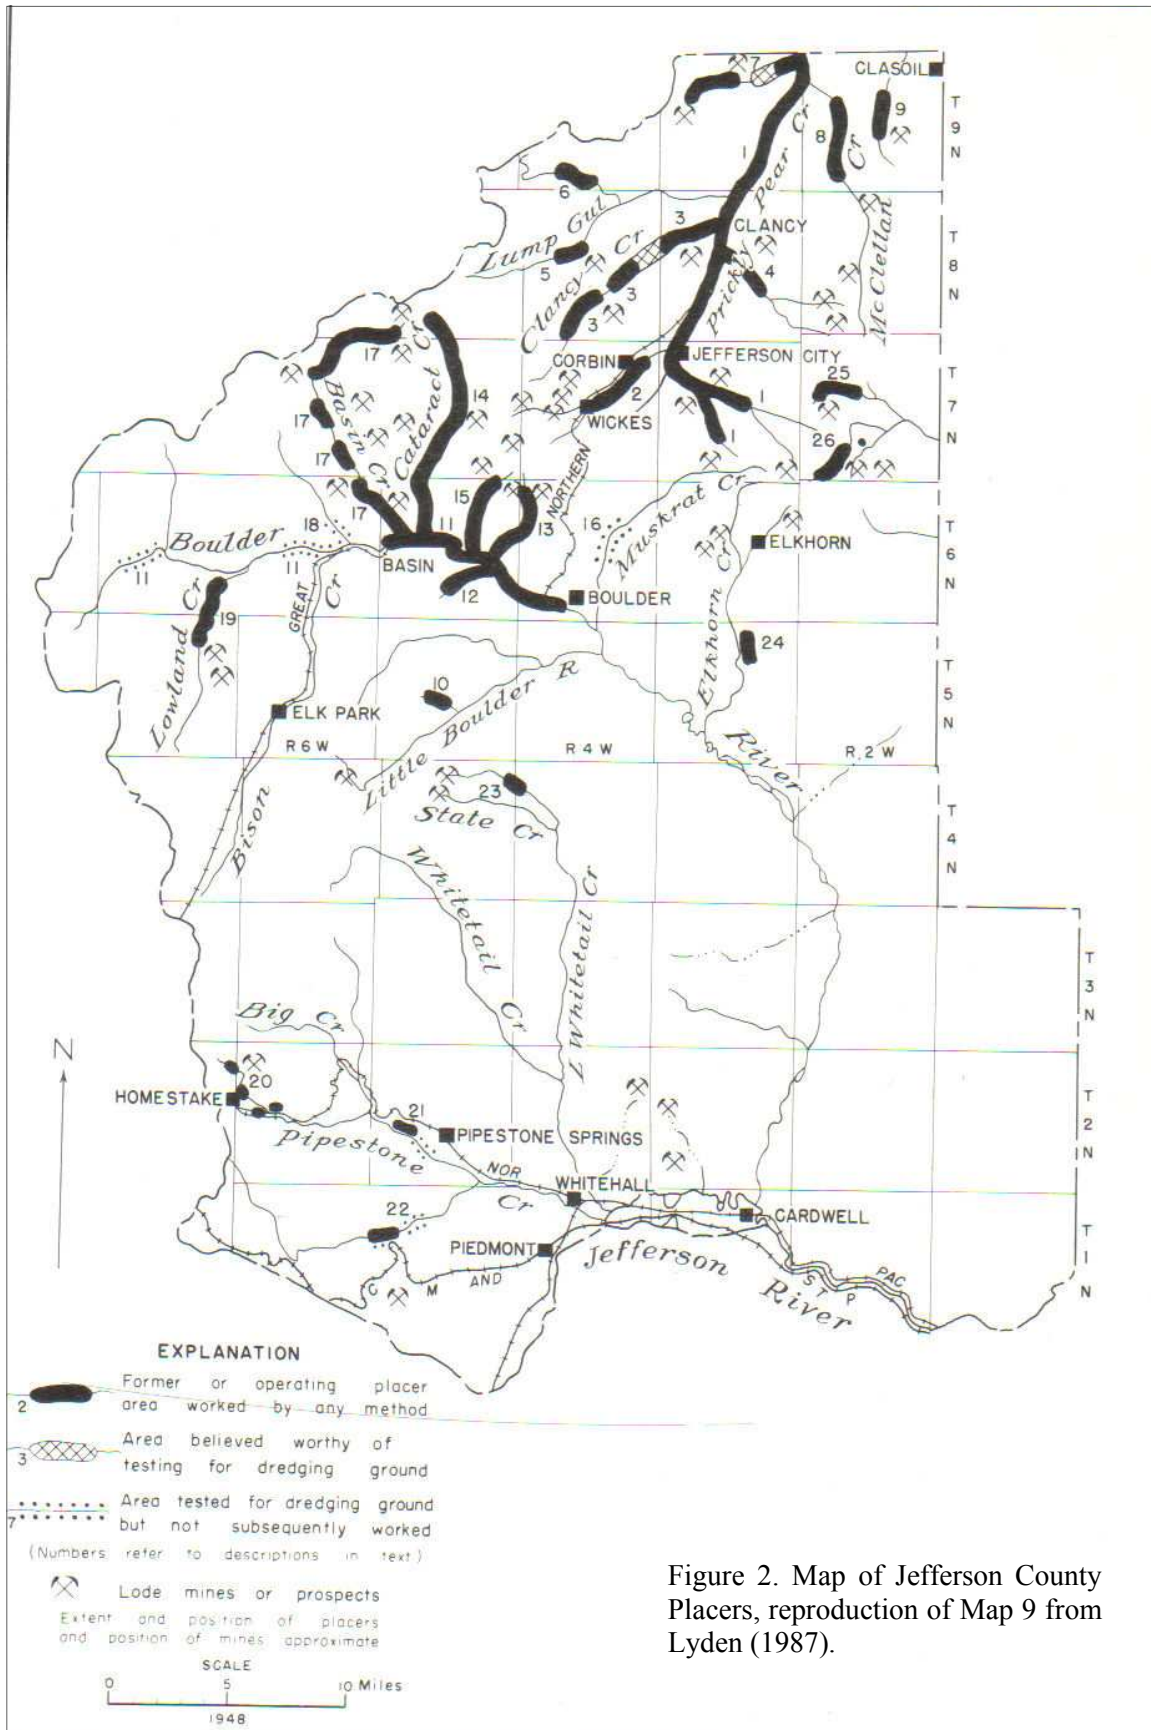 7
CLASOIL
T
9
N
9
8
Cr
Cr
1
Pear
6
Lump Gul
3
Cr
CLANCY
5
Clancy
3
3
4
Prickly
McClellan
T
8
N
17
Cr
CORBIN
JEFFERSON CITY
25
2
1
14
WICKES
1
T
7
N
17
17
Basin Cr
Cataract
26
NORTHERN
Muskrat Cr
15
13
16
17
18
11
Boulder
11
11
BASIN
ELKHORN
T
6
N
12
BOULDER
Cr
19
GREAT
Cr
Lowland
Elkhorn Cr
24
10
T
5
N
ELK PARK
Little Boulder R
R 6 W
R 4 W
River
R. 2 W
23
State Cr
Bison
T
4
N
Whitetail Cr
L Whitetail Cr
T
3
N
Big Cr
N
20
HOMESTAKE
21
PIPESTONE SPRINGS
Pipestone
Cr
T
2
N
NOR
WHITEHALL
22
CARDWELL
PIEDMONT
Jefferson River
T
1
N
C M AND
S T P
PAC
EXPLANATION
2 Former or operating placer
area worked by any method
3 Area believed worthy of
testing for dredging ground
7 Area tested for dredging ground
but not subsequently worked
(Numbers refer to descriptions in text)
Lode mines or prospects
Extent and position of placers
and position of mines approximate
SCALE
0 5 10 Miles
1948
Figure 2. Map of Jefferson County
Placers, reproduction of Map 9 from
Lyden (1987).